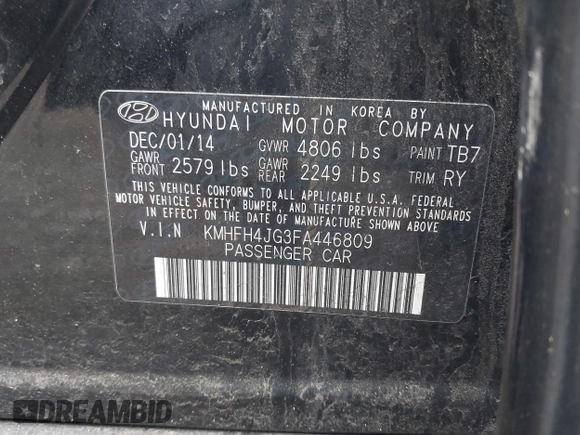 MANUFACTURED IN KOREA BY
HYUNDAI MOTOR COMPANY
DEC/01/14 GVWR 4806 lbs PAINT TB7
GAWR FRONT 2579 lbs GAWR REAR 2249 lbs TRIM RY
THIS VEHICLE CONFORMS TO ALL APPLICABLE U.S.A. FEDERAL
MOTOR VEHICLE SAFETY, BUMPER, AND THEFT PREVENTION STANDARDS
IN EFFECT ON THE DATE OF MANUFACTURE SHOWN ABOVE.
V.I.N KMHFH4JG3FA446809
PASSENGER CAR
DREAMBID